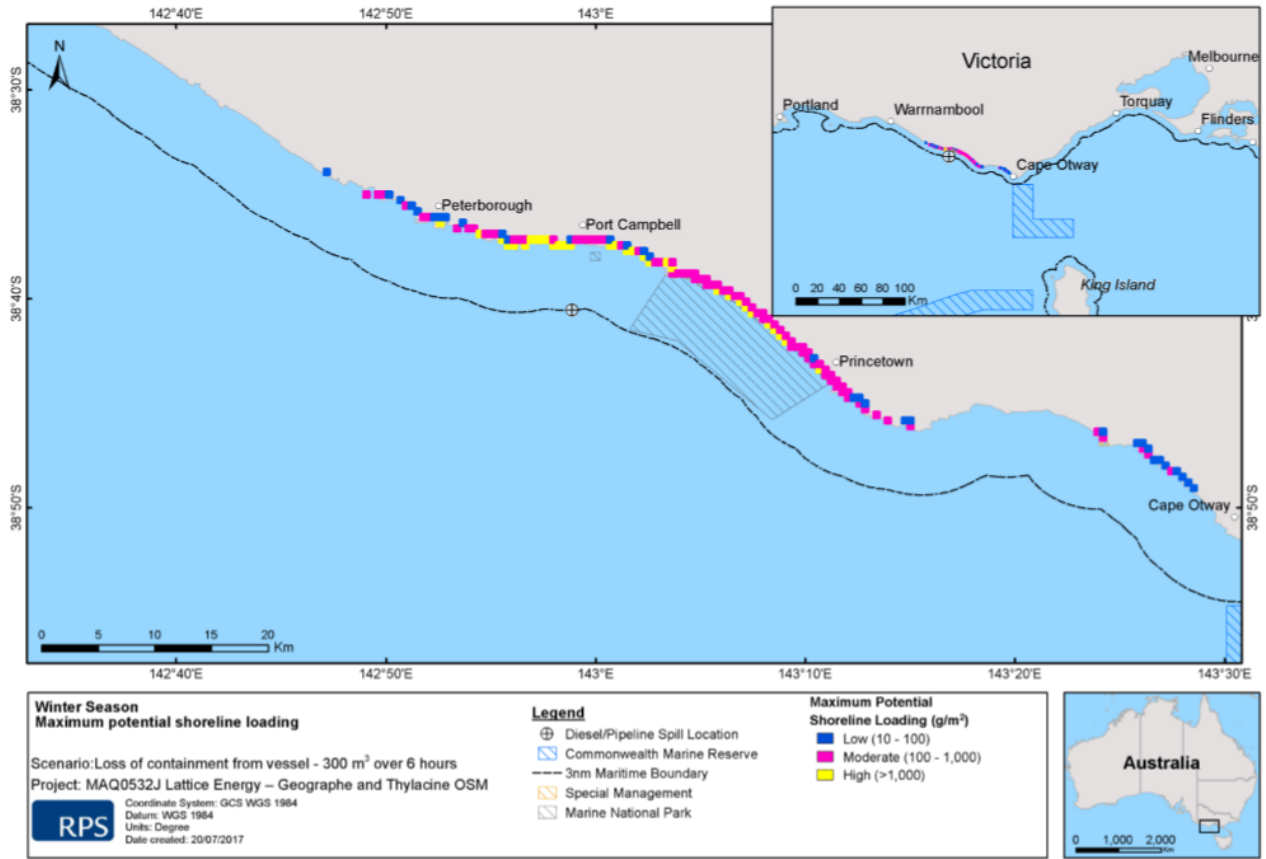 142°40'E
142°50'E
143°E
N
38°30'S
38°40'S
38°50'S
Peterborough
Port Campbell
Princetown
Cape Otway
38°40'S
38°50'S
Victoria
Melbourne
Portland
Warrnambool
Torquay
Flinders
Cape Otway
King Island
0 20 40 60 80 100
Km
0 5 10 15 20
Km
142°40'E
142°50'E
143°E
143°10'E
143°20'E
143°30'E
Winter Season
Maximum potential shoreline loading
Scenario:Loss of containment from vessel - 300 m³ over 6 hours
Project: MAQ0532J Lattice Energy – Geographe and Thylacine OSM
RPS
Coordinate System: GCS WGS 1984
Datum: WGS 1984
Units: Degree
Date created: 20/07/2017
Legend
Diesel/Pipeline Spill Location
Commonwealth Marine Reserve
3nm Maritime Boundary
Special Management
Marine National Park
Maximum Potential
Shoreline Loading (g/m²)
Low (10 - 100)
Moderate (100 - 1,000)
High (>1,000)
Australia
0 1,000 2,000
Km